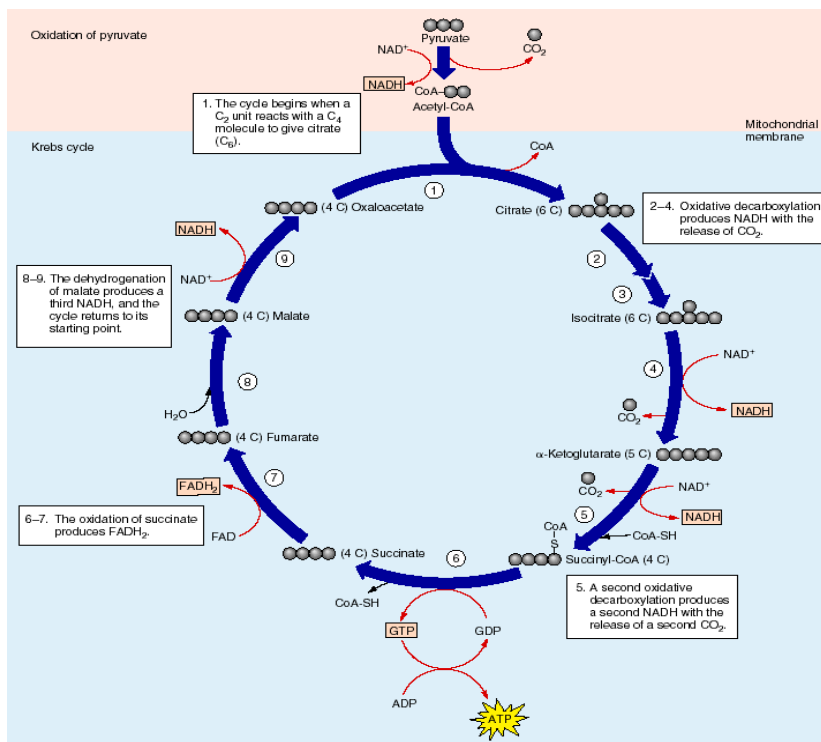 Oxidation of pyruvate
Pyruvate
NAD⁺
CO₂
NADH
CoA–
Acetyl-CoA
1. The cycle begins when a
C₂ unit reacts with a C₄
molecule to give citrate
(C₆).
Mitochondrial
membrane
Krebs cycle
CoA
1
(4 C) Oxaloacetate
Citrate (6 C)
2–4. Oxidative decarboxylation
produces NADH with the
release of CO₂.
NADH
2
9
NAD⁺
3
8–9. The dehydrogenation
of malate produces a
third NADH, and the
cycle returns to its
starting point.
(4 C) Malate
Isocitrate (6 C)
NAD⁺
4
8
H₂O
CO₂
NADH
(4 C) Fumarate
α-Ketoglutarate (5 C)
7
FADH₂
CO₂
NAD⁺
6–7. The oxidation of succinate
produces FADH₂.
5
NADH
FAD
CoA
S
CoA-SH
(4 C) Succinate
6
Succinyl-CoA (4 C)
CoA-SH
5. A second oxidative
decarboxylation produces
a second NADH with the
release of a second CO₂.
GTP
GDP
ADP
ATP